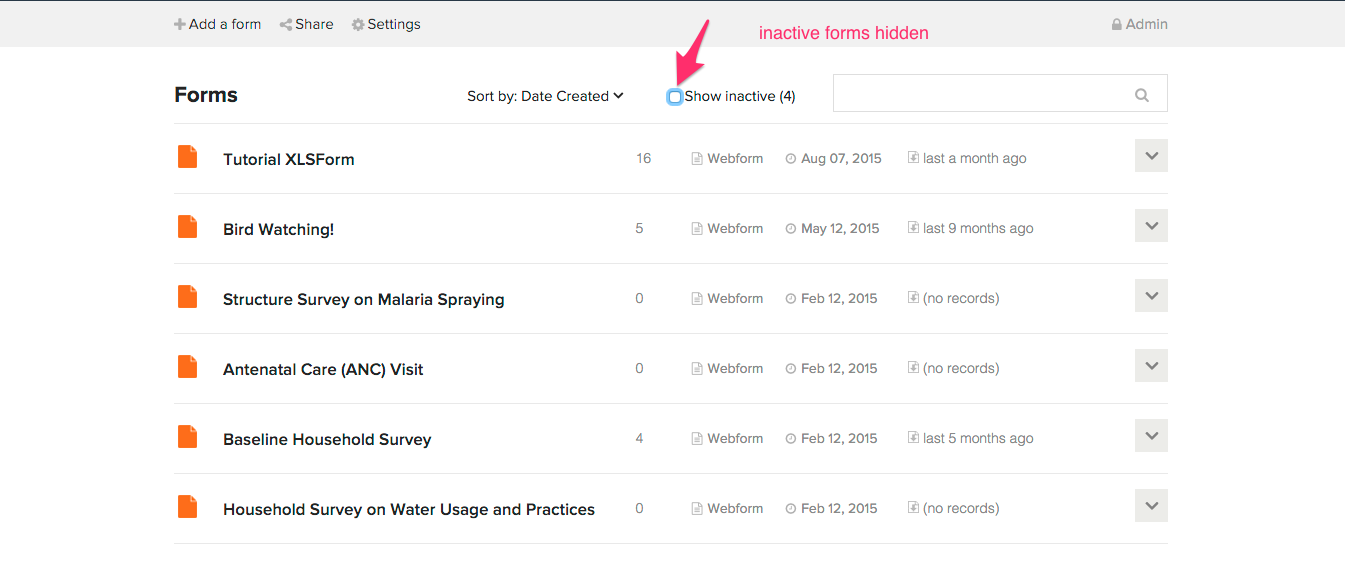 Add a form Share Settings inactive forms hidden Admin
Forms Sort by: Date Created Show inactive (4)
Tutorial XLSForm 16 Webform Aug 07, 2015 last a month ago
Bird Watching! 5 Webform May 12, 2015 last 9 months ago
Structure Survey on Malaria Spraying 0 Webform Feb 12, 2015 (no records)
Antenatal Care (ANC) Visit 0 Webform Feb 12, 2015 (no records)
Baseline Household Survey 4 Webform Feb 12, 2015 last 5 months ago
Household Survey on Water Usage and Practices 0 Webform Feb 12, 2015 (no records)